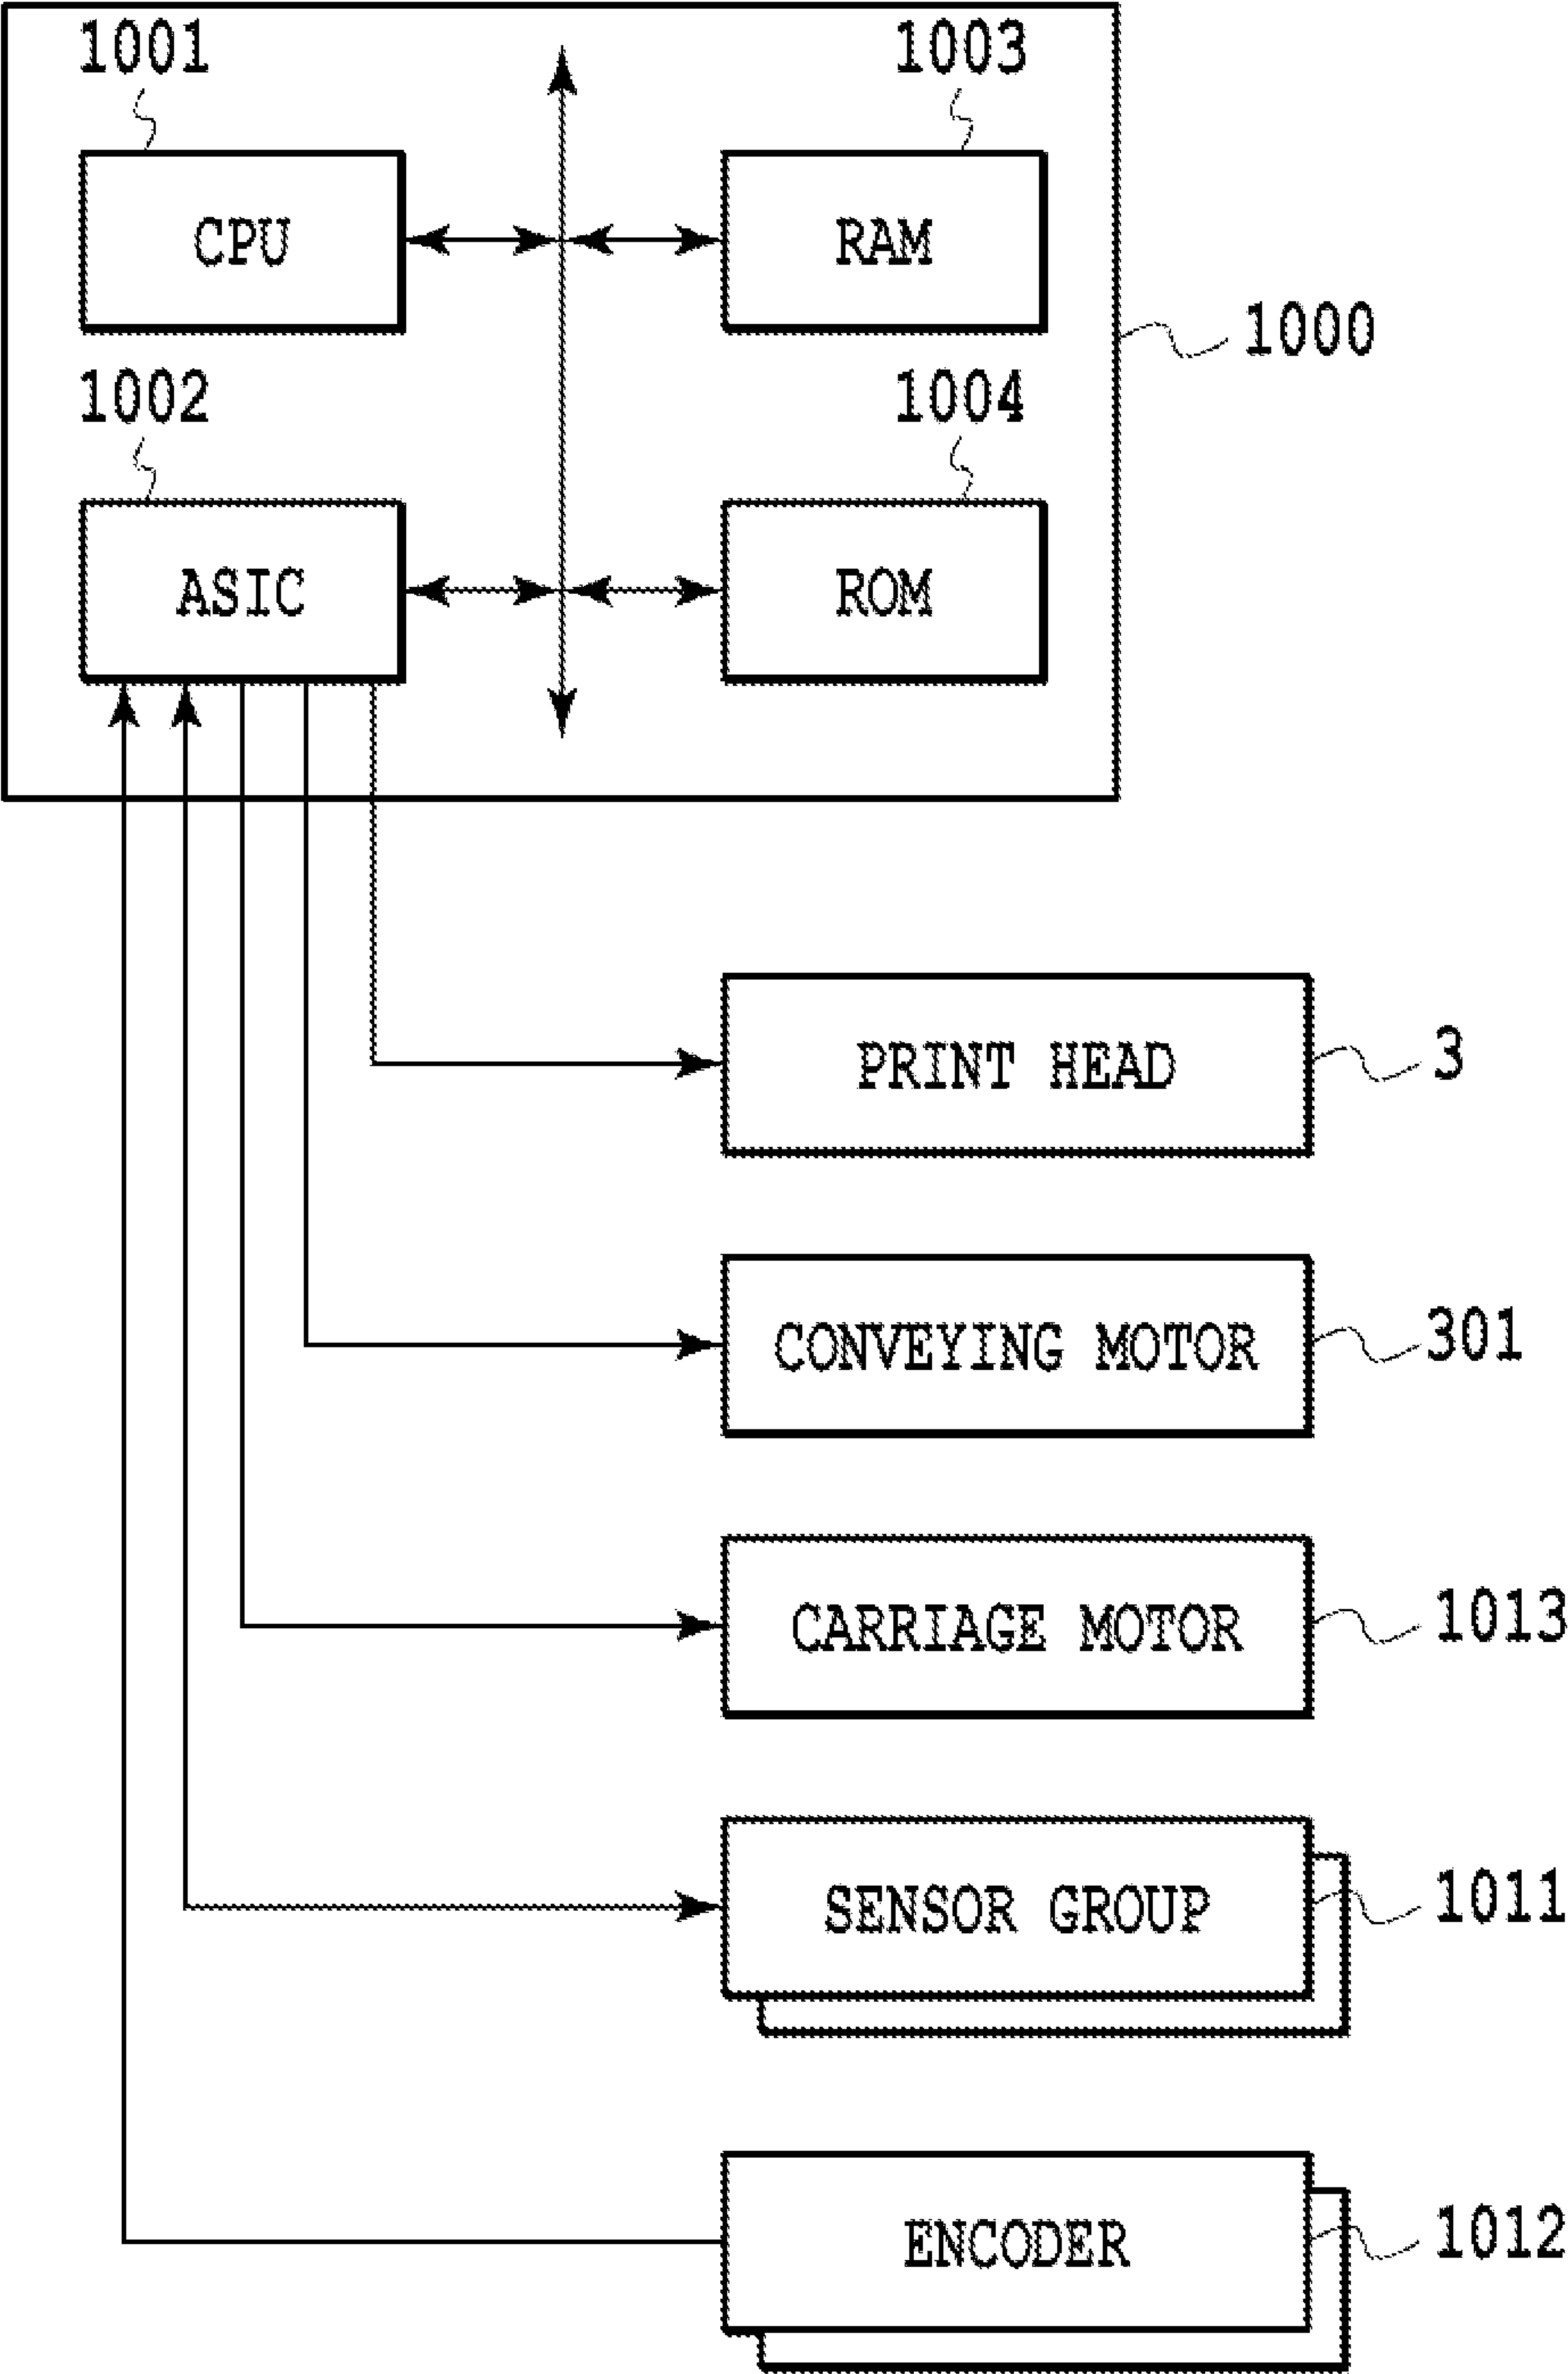 1001 1003
CPU RAM
1000
1002 1004
ASIC ROM
PRINT HEAD 3
CONVEYING MOTOR 301
CARRIAGE MOTOR 1013
SENSOR GROUP 1011
ENCODER 1012